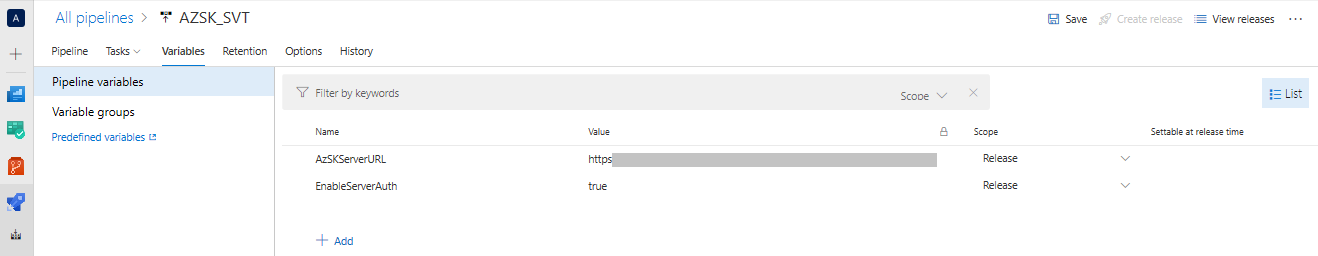 A All pipelines > AZSK_SVT Save Create release View releases ...
Pipeline Tasks Variables Retention Options History
Pipeline variables
Variable groups
Predefined variables
Filter by keywords Scope List
Name Value Scope Settable at release time
AzSKServerURL https Release
EnableServerAuth true Release
Add